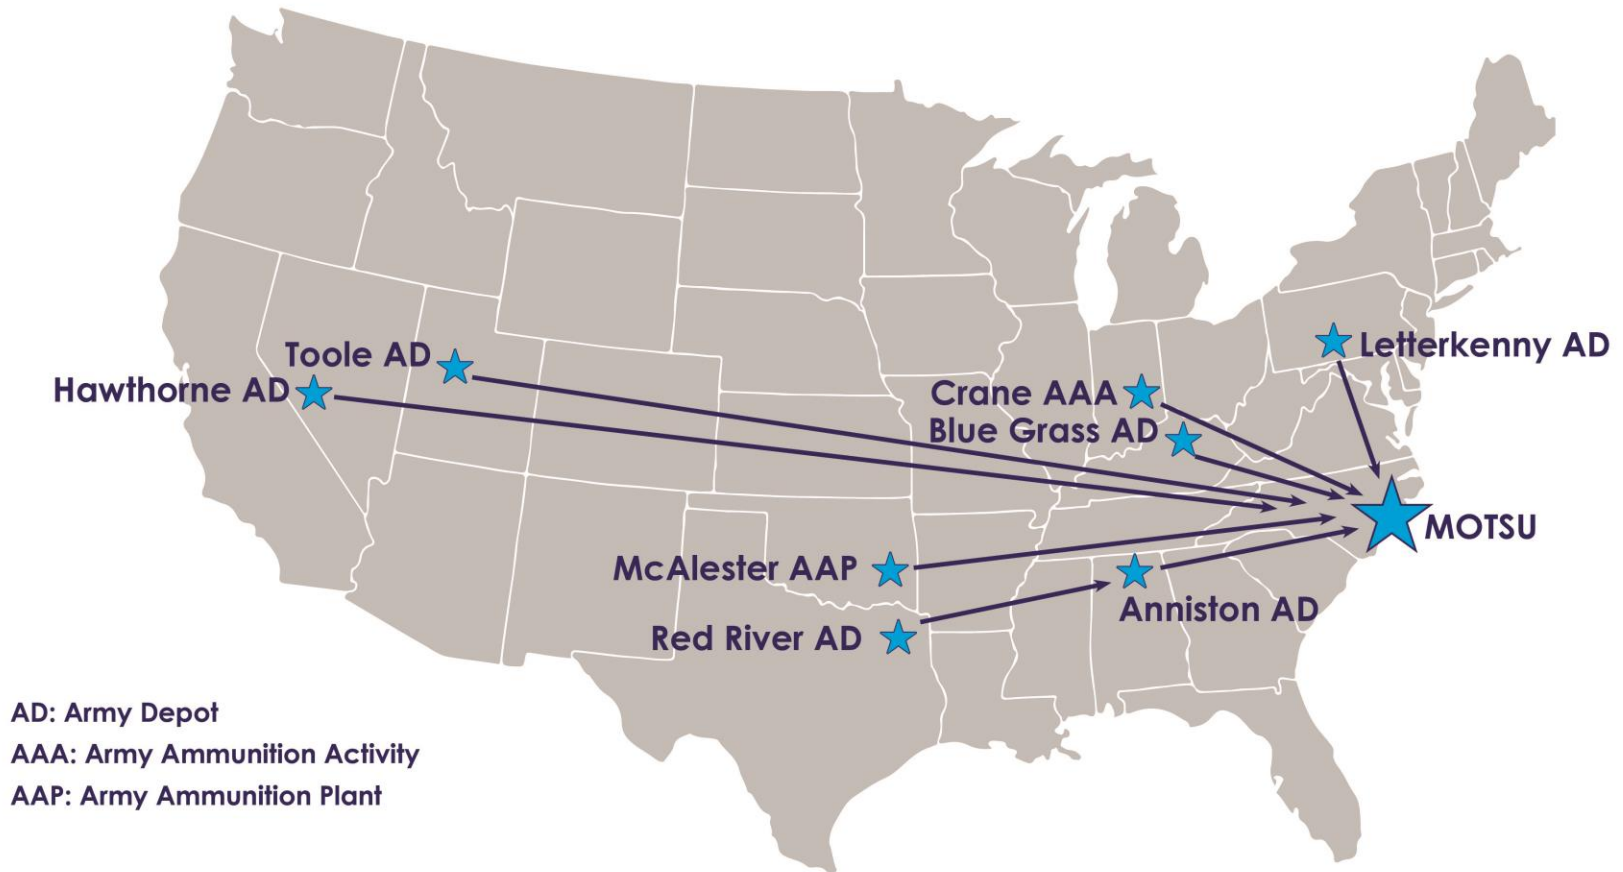 Toole AD
Hawthorne AD
Letterkenny AD
Crane AAA
Blue Grass AD
MOTSU
McAlester AAP
Anniston AD
Red River AD
AD: Army Depot
AAA: Army Ammunition Activity
AAP: Army Ammunition Plant